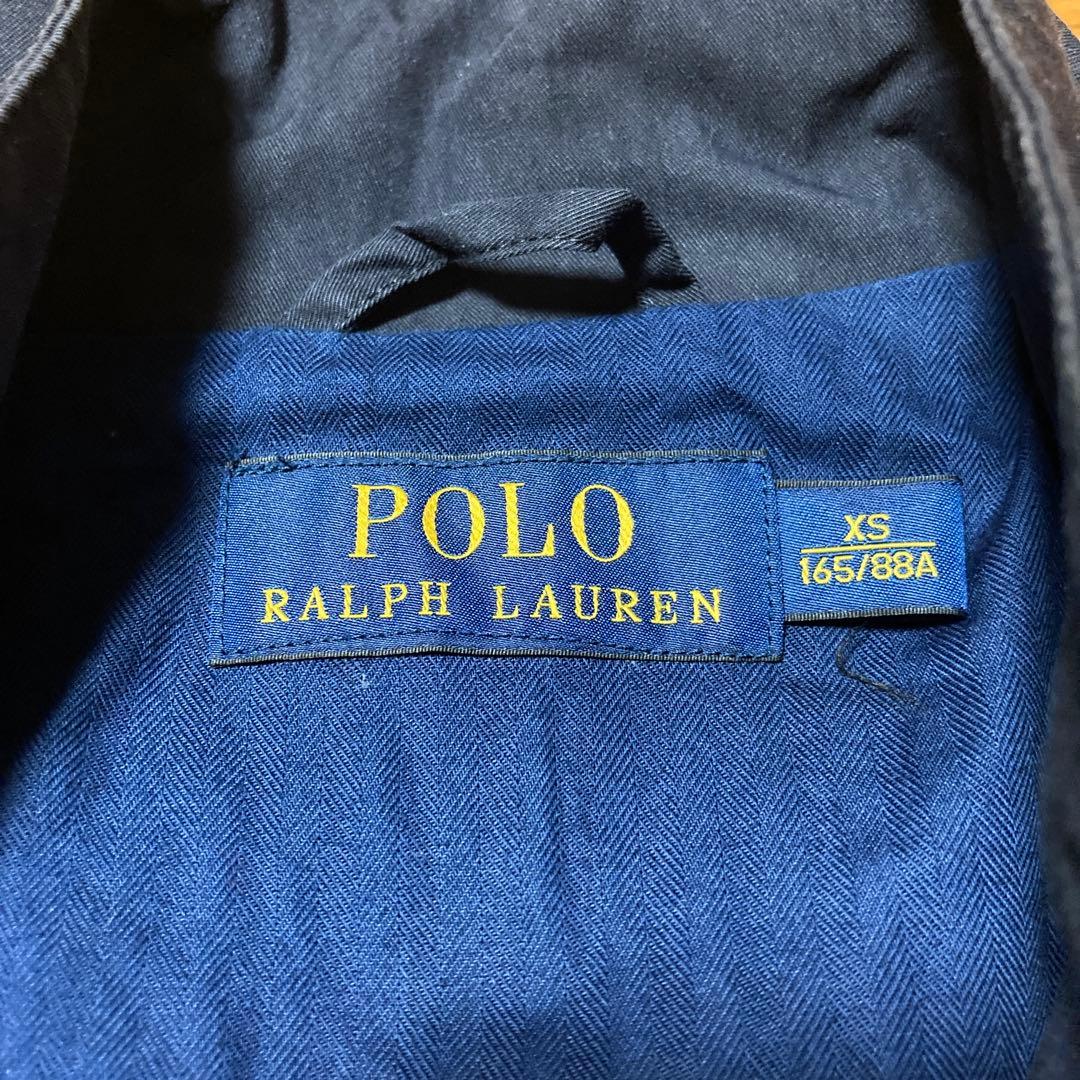 POLO
RALPH LAUREN
XS
165/88A